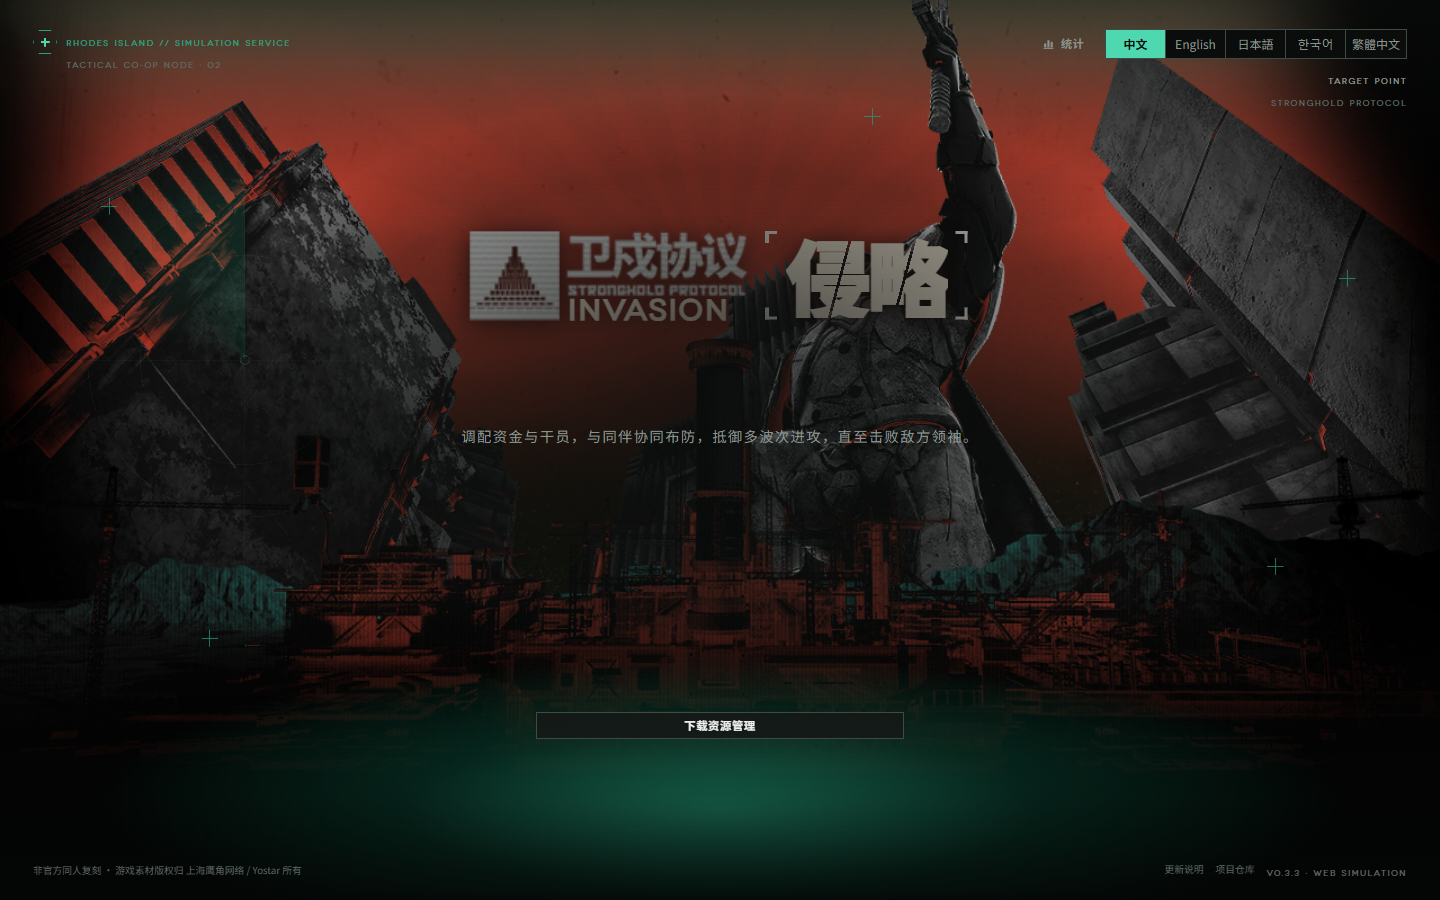 RHODES ISLAND // SIMULATION SERVICE
TACTICAL CO-OP NODE · 02
统计
中文
English
日本語
한국어
繁體中文
TARGET POINT
STRONGHOLD PROTOCOL
卫戍协议
STRONGHOLD PROTOCOL
INVASION
侵略
调配资金与干员，与同伴协同布防，抵御多波次进攻，直至击败敌方领袖。
下载资源管理
非官方同人复刻 · 游戏素材版权归 上海鹰角网络 / Yostar 所有
更新说明
项目仓库
V0.3.3 · WEB SIMULATION